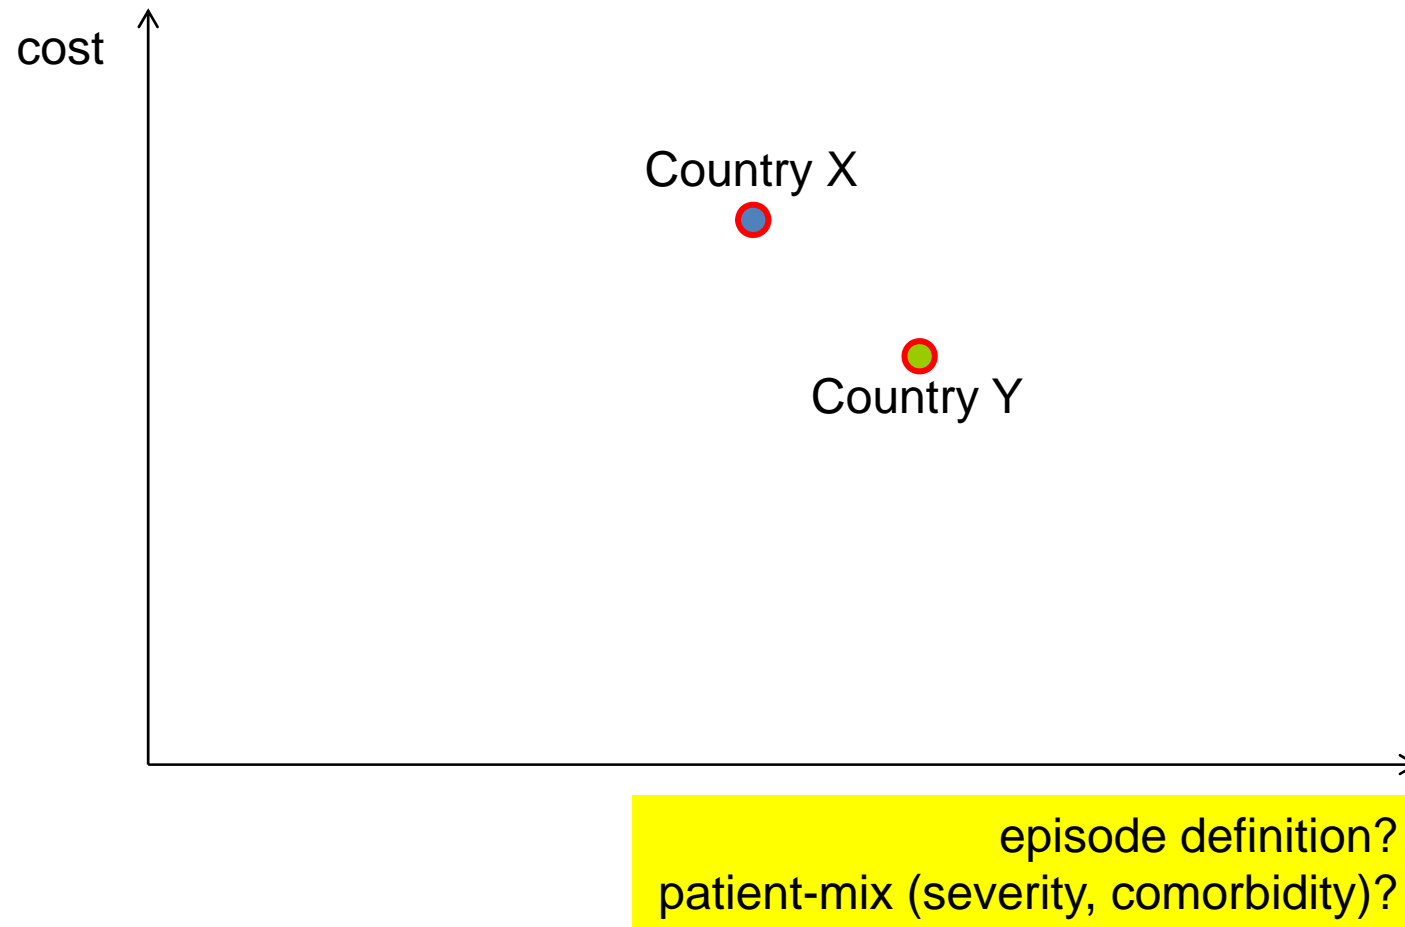 cost
Country X
Country Y
episode definition?
patient-mix (severity, comorbidity)?